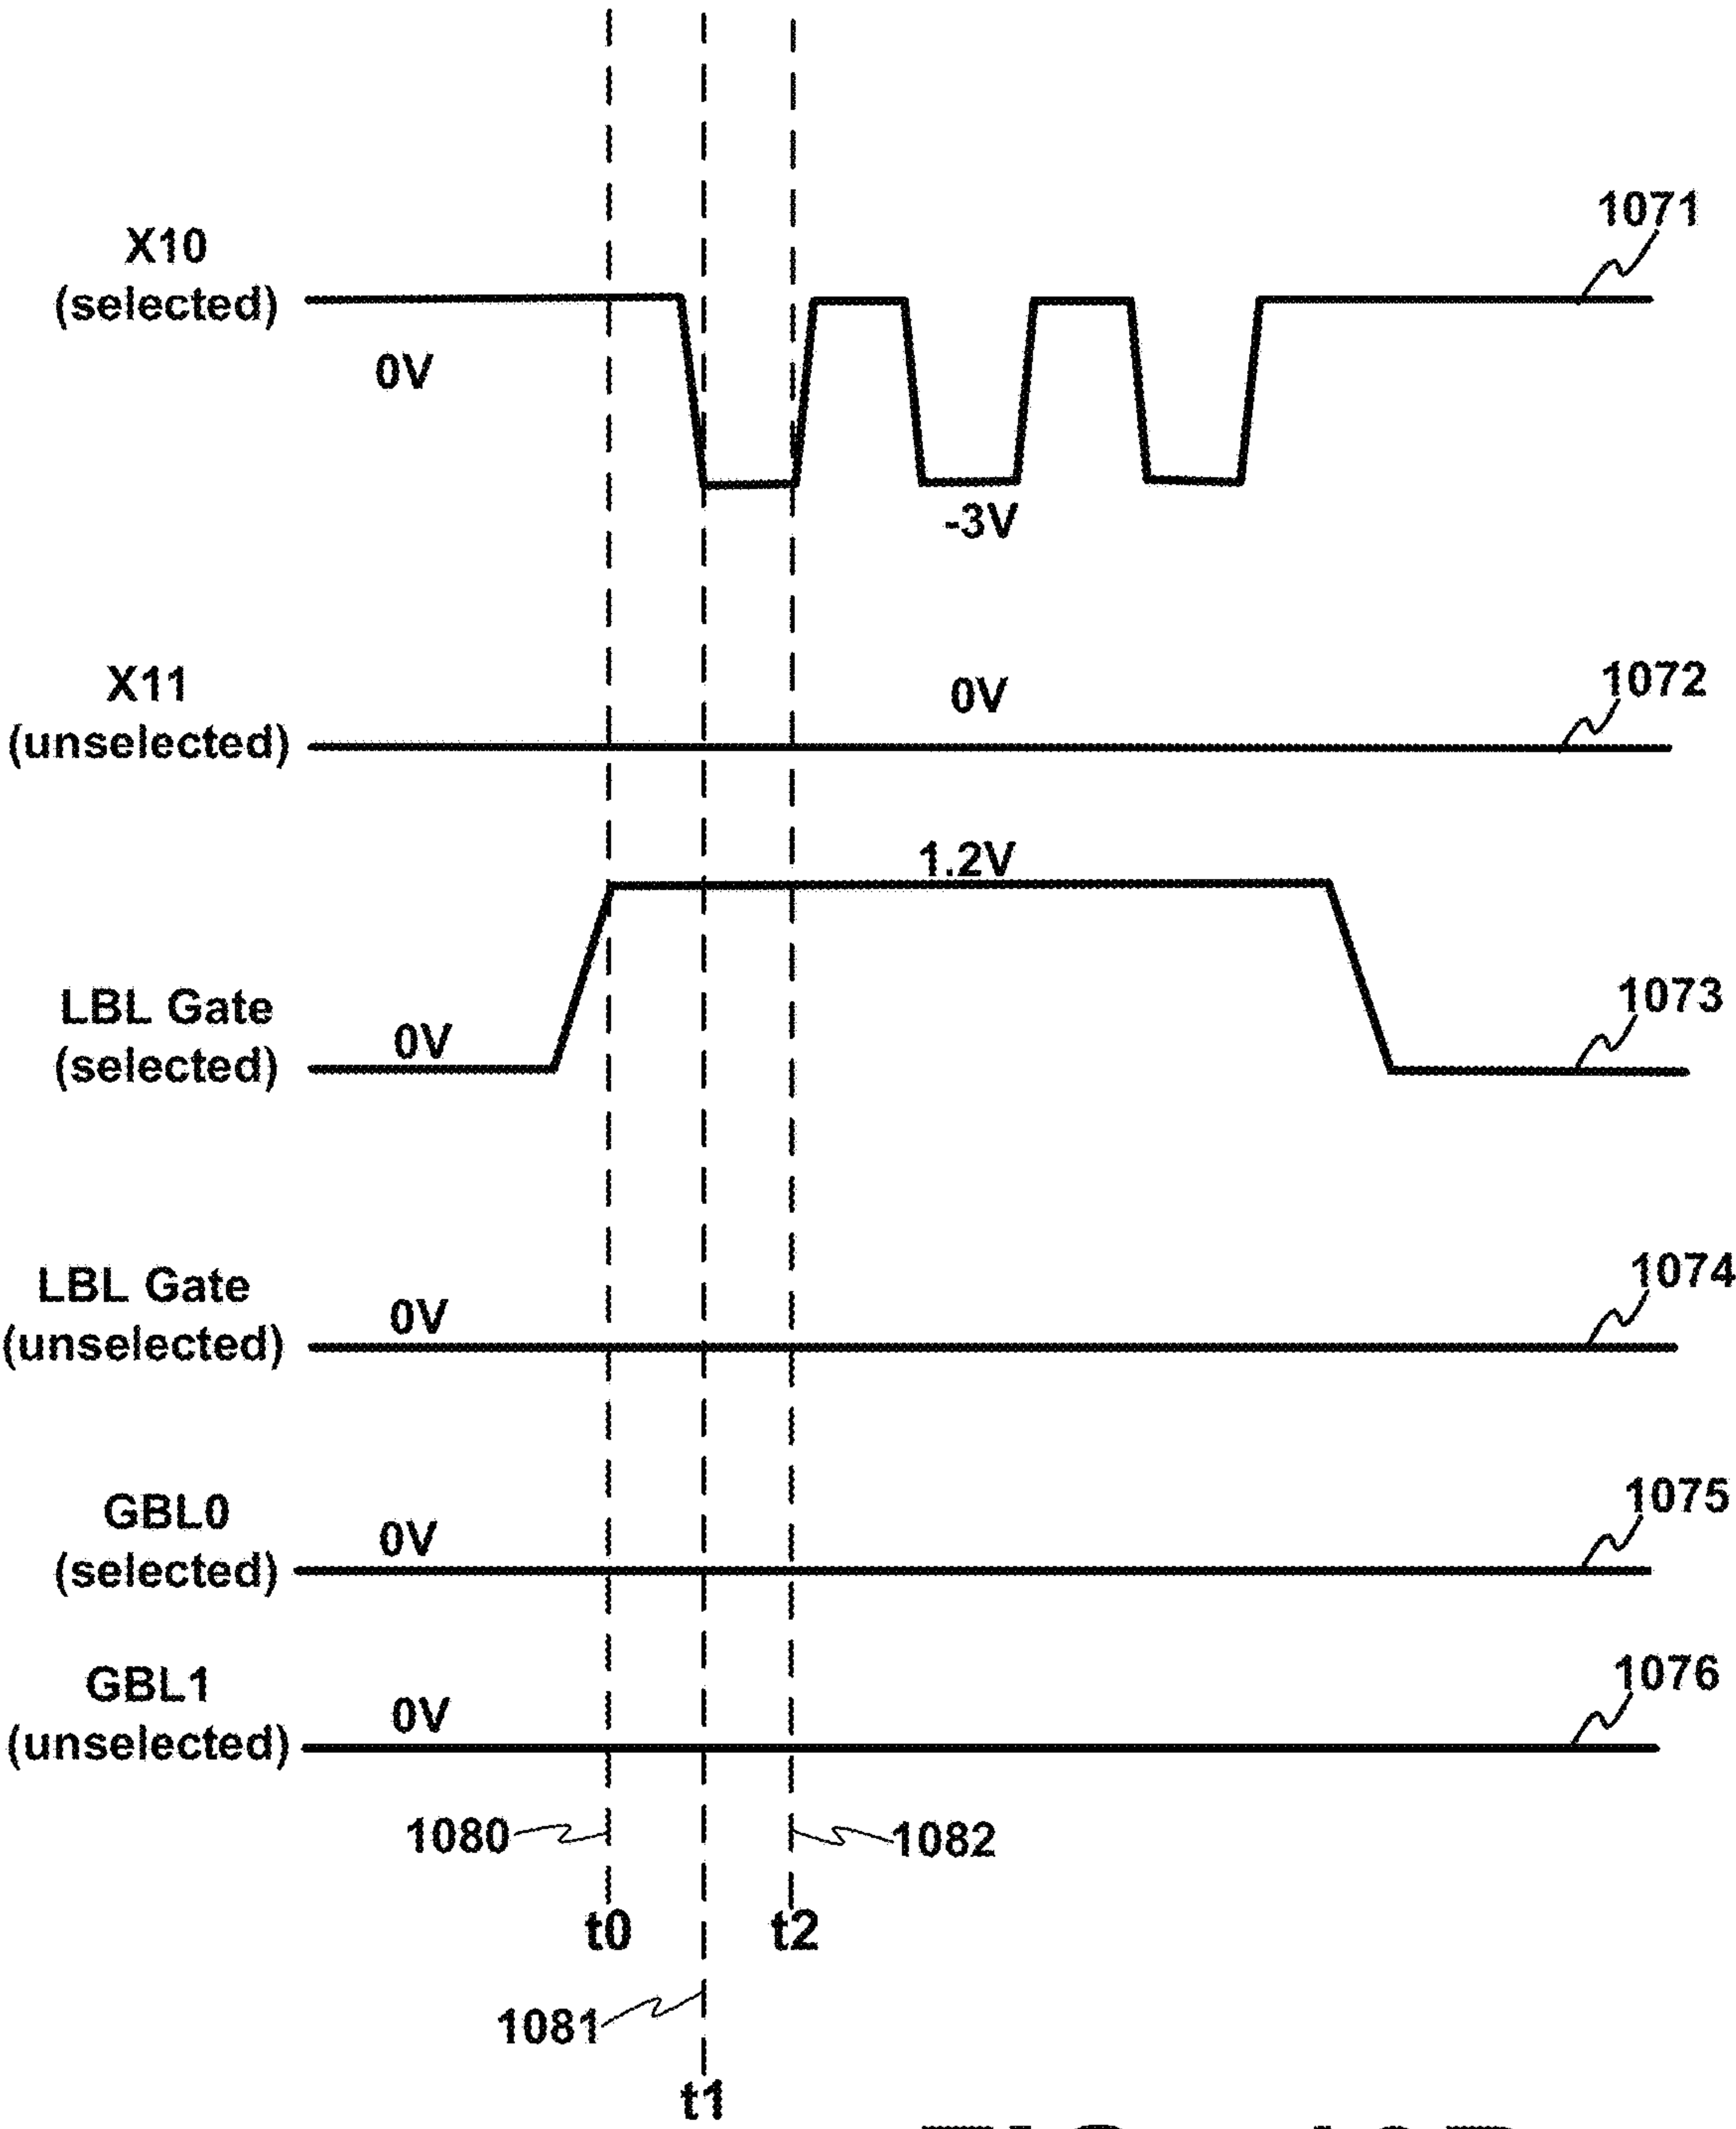 1071
X10
(selected)
0V
-3V
X11
(unselected)
0V
1072
1.2V
LBL Gate
(selected)
0V
1073
LBL Gate
(unselected)
0V
1074
GBL0
(selected)
0V
1075
GBL1
(unselected)
0V
1076
1080
1082
t0
t2
1081
t1